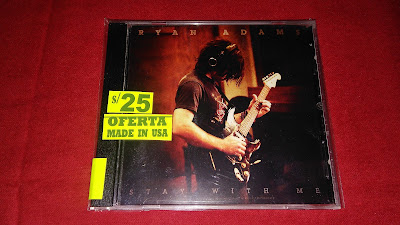 RYAN ADAMS
S/25
OFERTA
MADE IN USA
STAY WITH ME